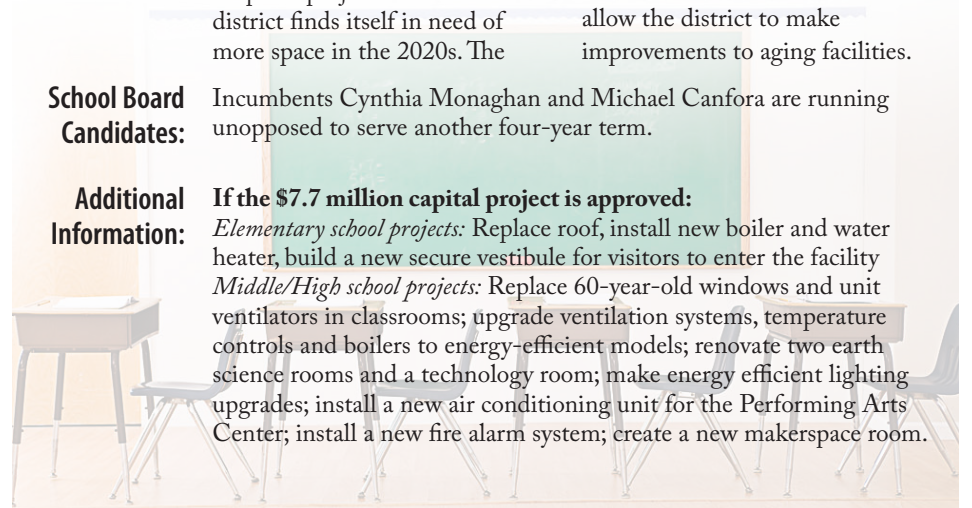 district finds itself in need of
more space in the 2020s. The
allow the district to make
improvements to aging facilities.
School Board
Candidates:
Incumbents Cynthia Monaghan and Michael Canfora are running
unopposed to serve another four-year term.
Additional
Information:
If the $7.7 million capital project is approved:
Elementary school projects: Replace roof, install new boiler and water
heater, build a new secure vestibule for visitors to enter the facility
Middle/High school projects: Replace 60-year-old windows and unit
ventilators in classrooms; upgrade ventilation systems, temperature
controls and boilers to energy-efficient models; renovate two earth
science rooms and a technology room; make energy efficient lighting
upgrades; install a new air conditioning unit for the Performing Arts
Center; install a new fire alarm system; create a new makerspace room.